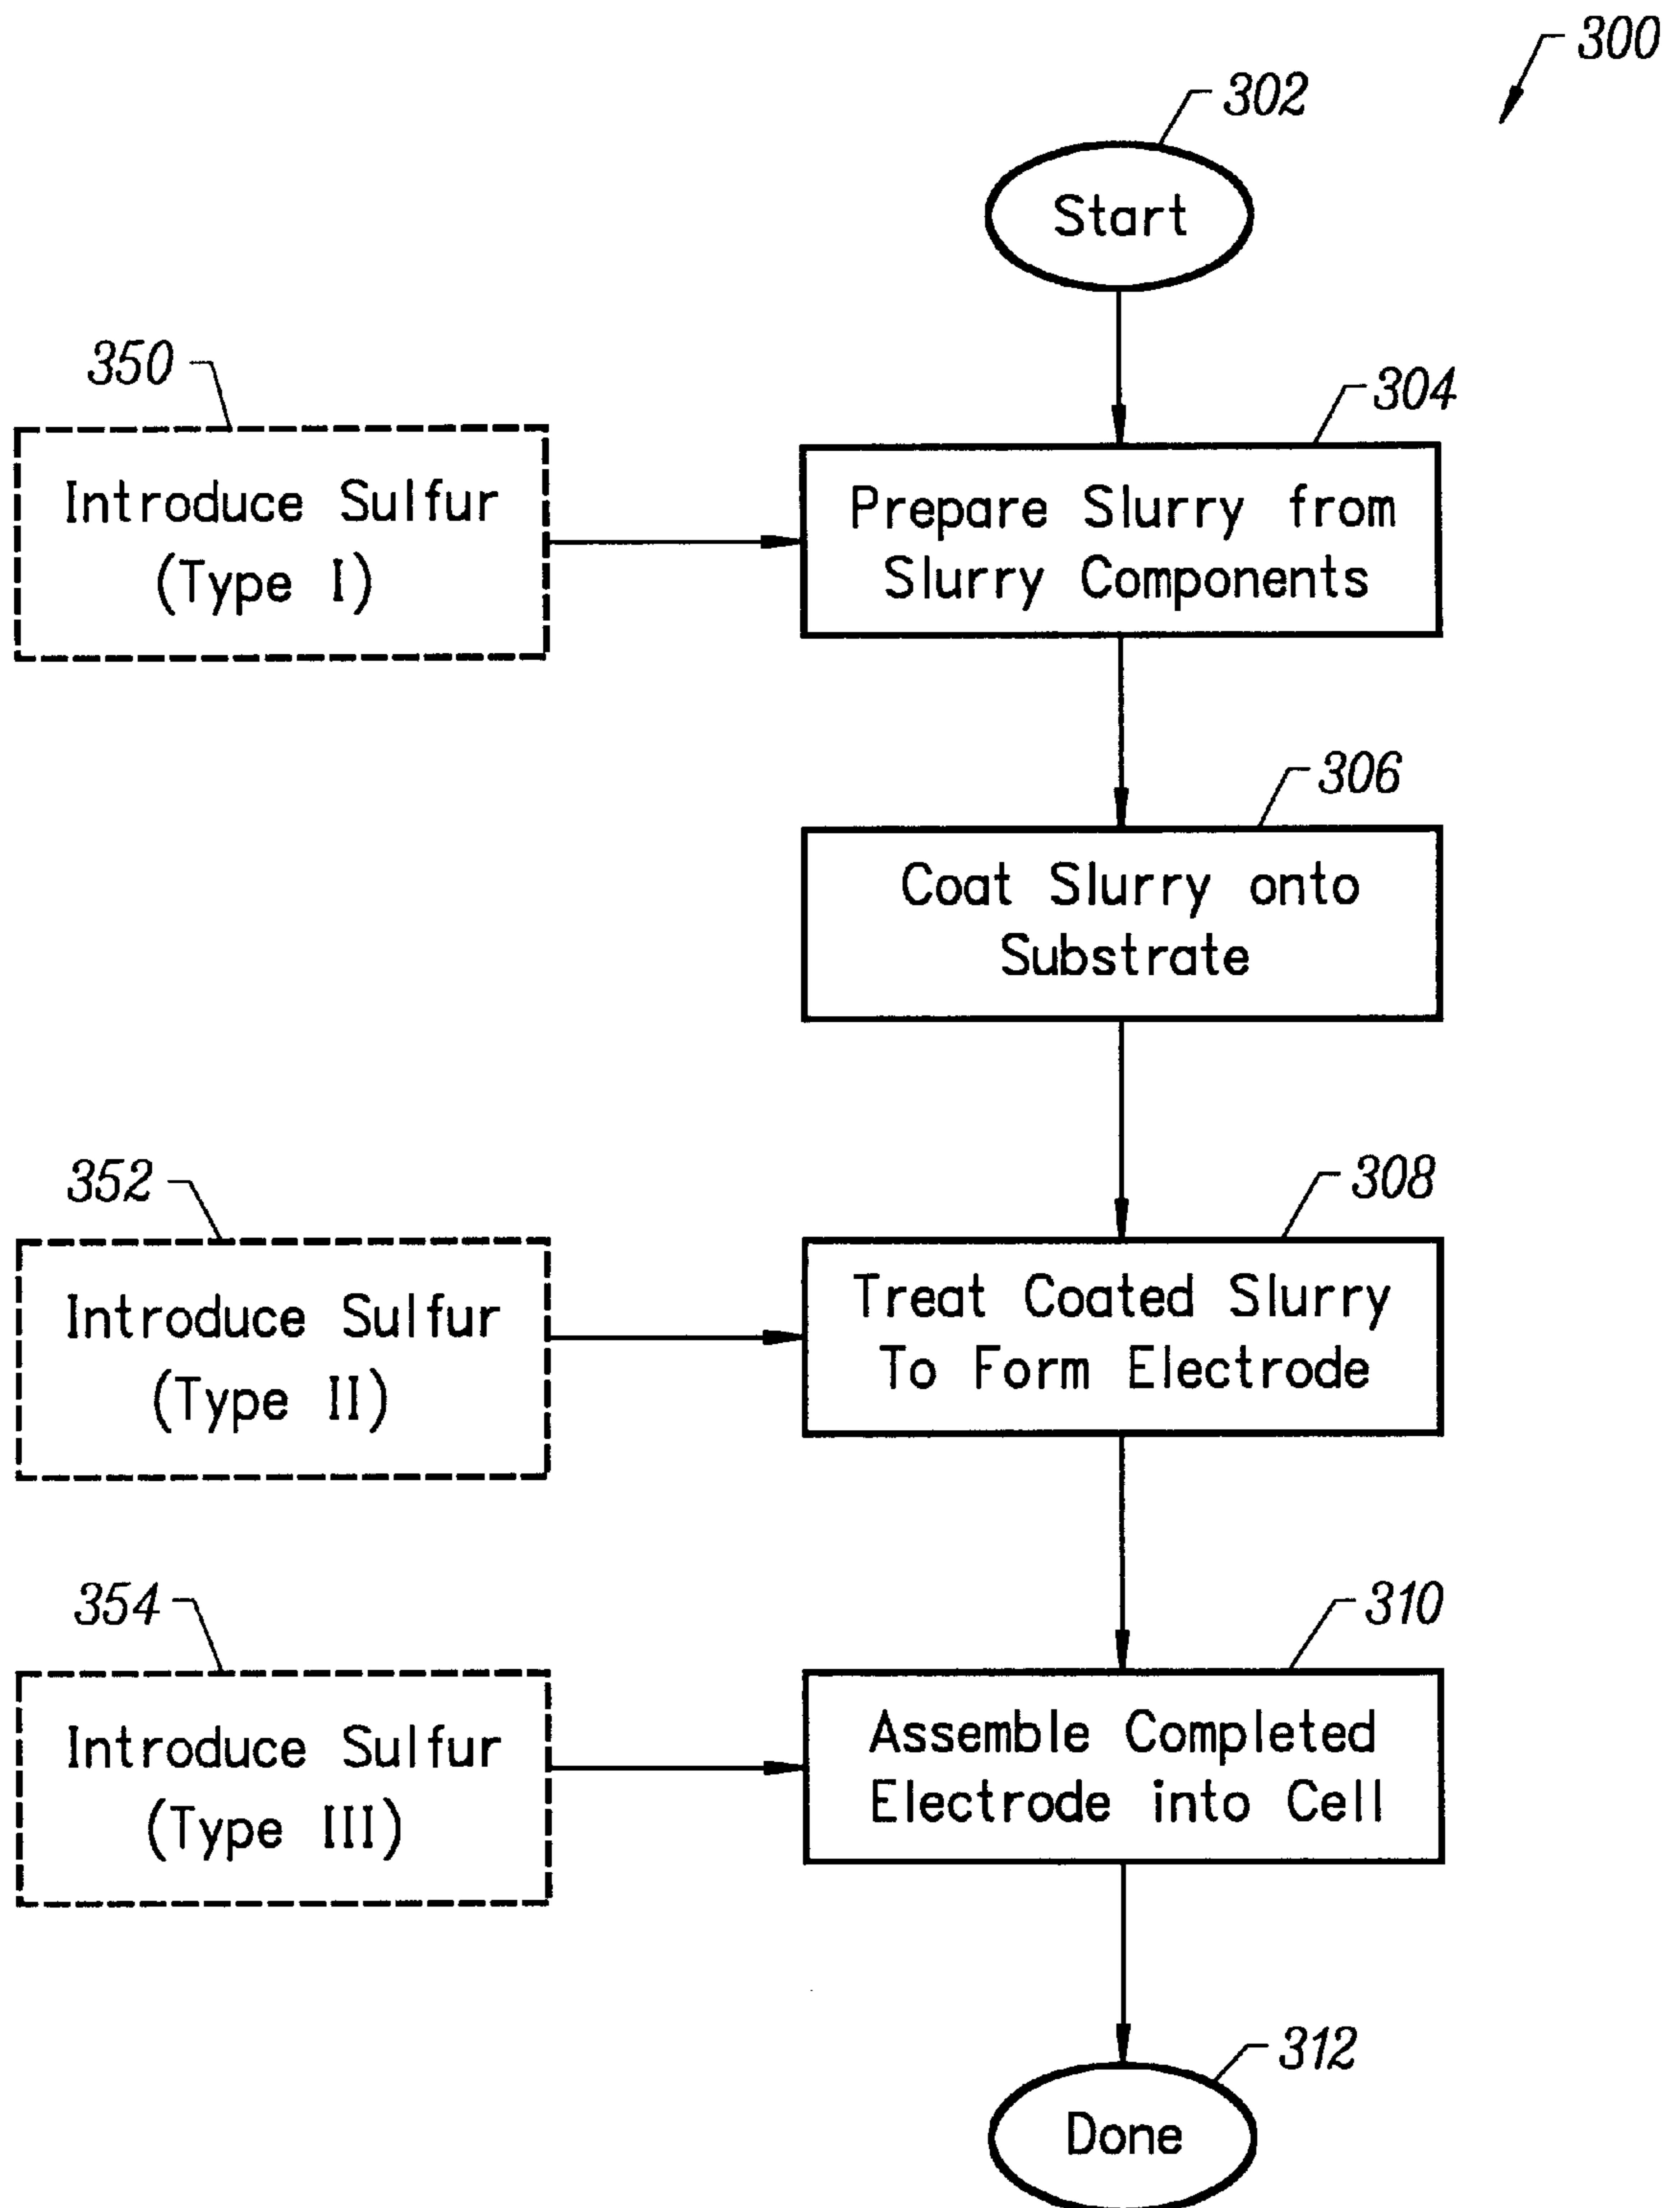 300
302
Start
350
304
Introduce Sulfur
(Type I)
Prepare Slurry from
Slurry Components
306
Coat Slurry onto
Substrate
352
308
Introduce Sulfur
(Type II)
Treat Coated Slurry
To Form Electrode
354
310
Introduce Sulfur
(Type III)
Assemble Completed
Electrode into Cell
312
Done